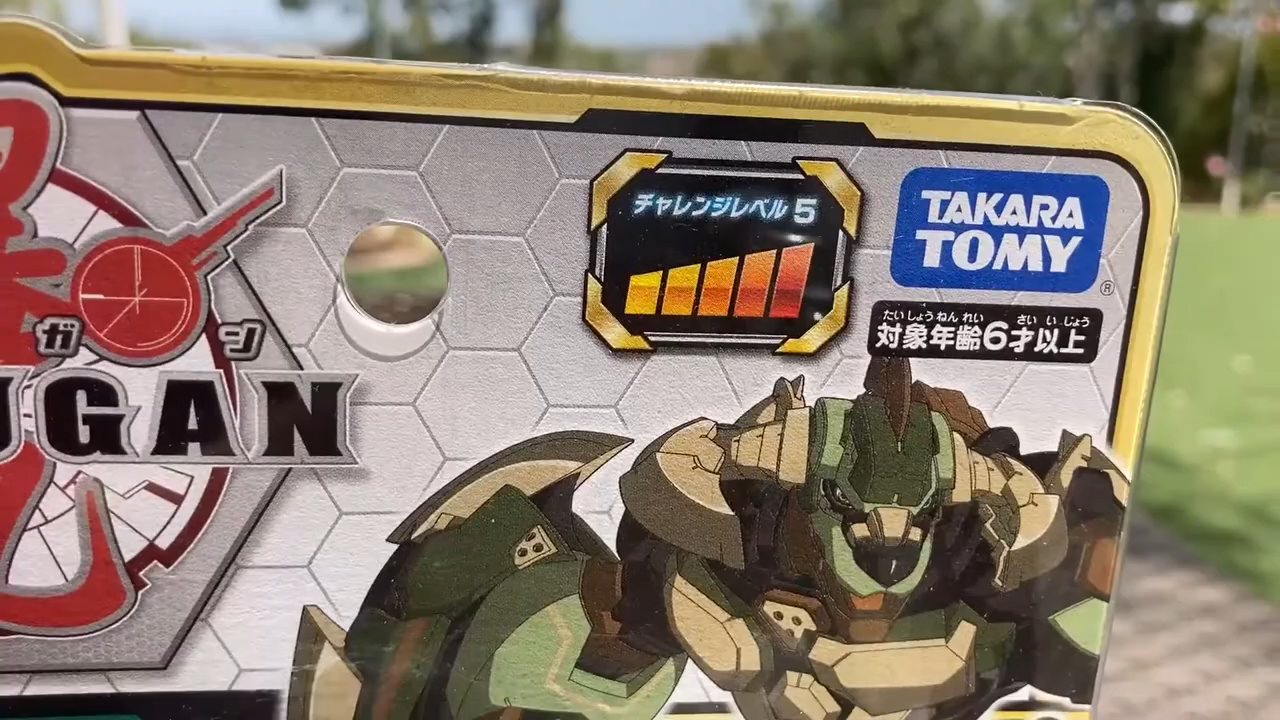 チャレンジレベル 5
TAKARA
TOMY
®
たい しょう ねん れい さい い じょう
対象年齢6才以上
ガン
UGAN